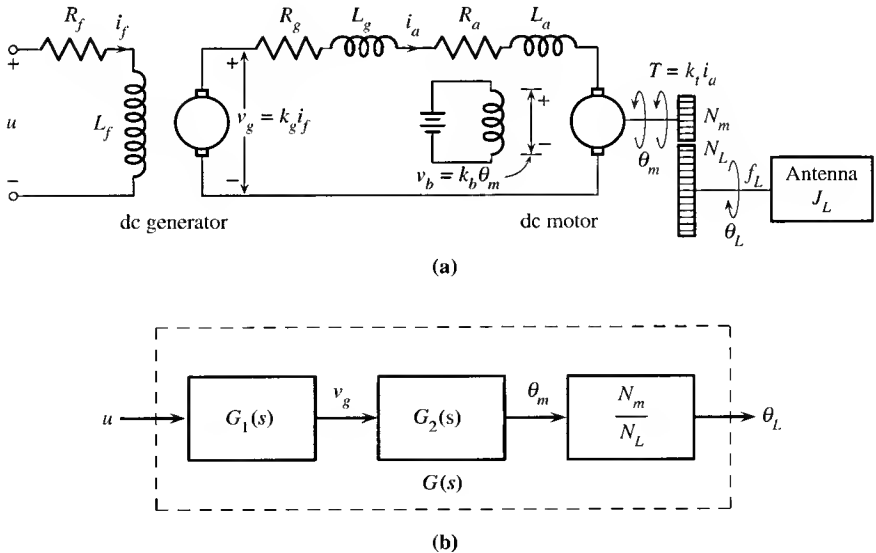 R_f i_f
R_g L_g i_a R_a L_a
+
u
−
L_f
+
v_g = k_g i_f
−
+
−
v_b = k_b θ_m
T = k_t i_a
N_m
θ_m
N_L
f_L
θ_L
Antenna
J_L
dc generator
dc motor
(a)
u
G_1(s)
v_g
G_2(s)
θ_m
N_m
N_L
θ_L
G(s)
(b)